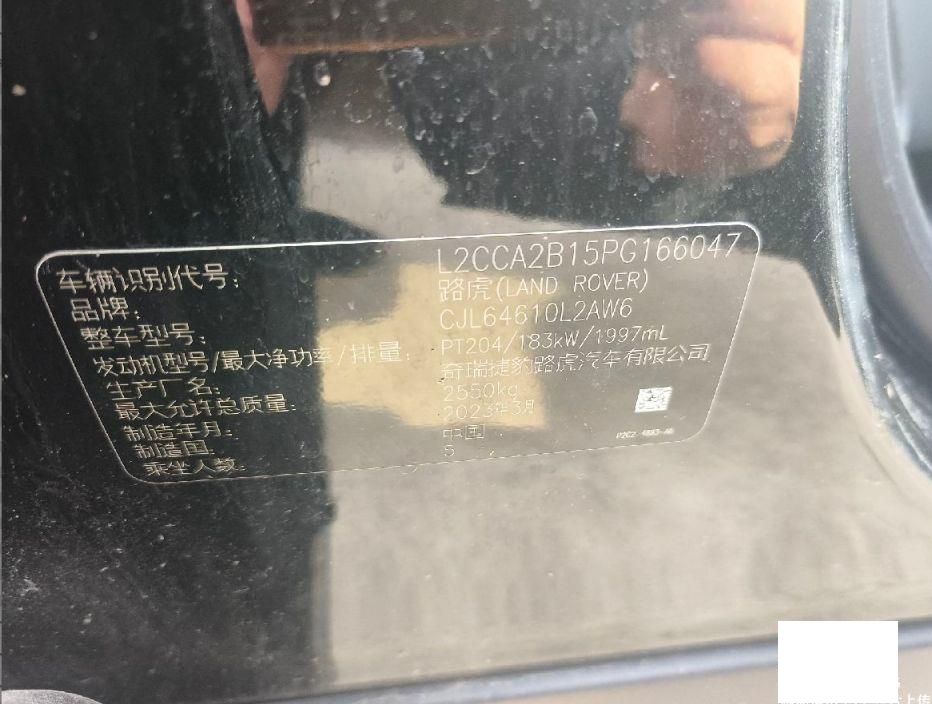 车辆识别代号: L2CCA2B15PG166047
品牌: 路虎(LAND ROVER)
整车型号: CJL64610L2AW6
发动机型号/最大净功率/排量: PT204/183kW/1997mL
生产厂名: 奇瑞捷豹路虎汽车有限公司
最大允许总质量: 2550kg
制造年月: 2023年3月
制造国: 中国
乘坐人数: 5
上传